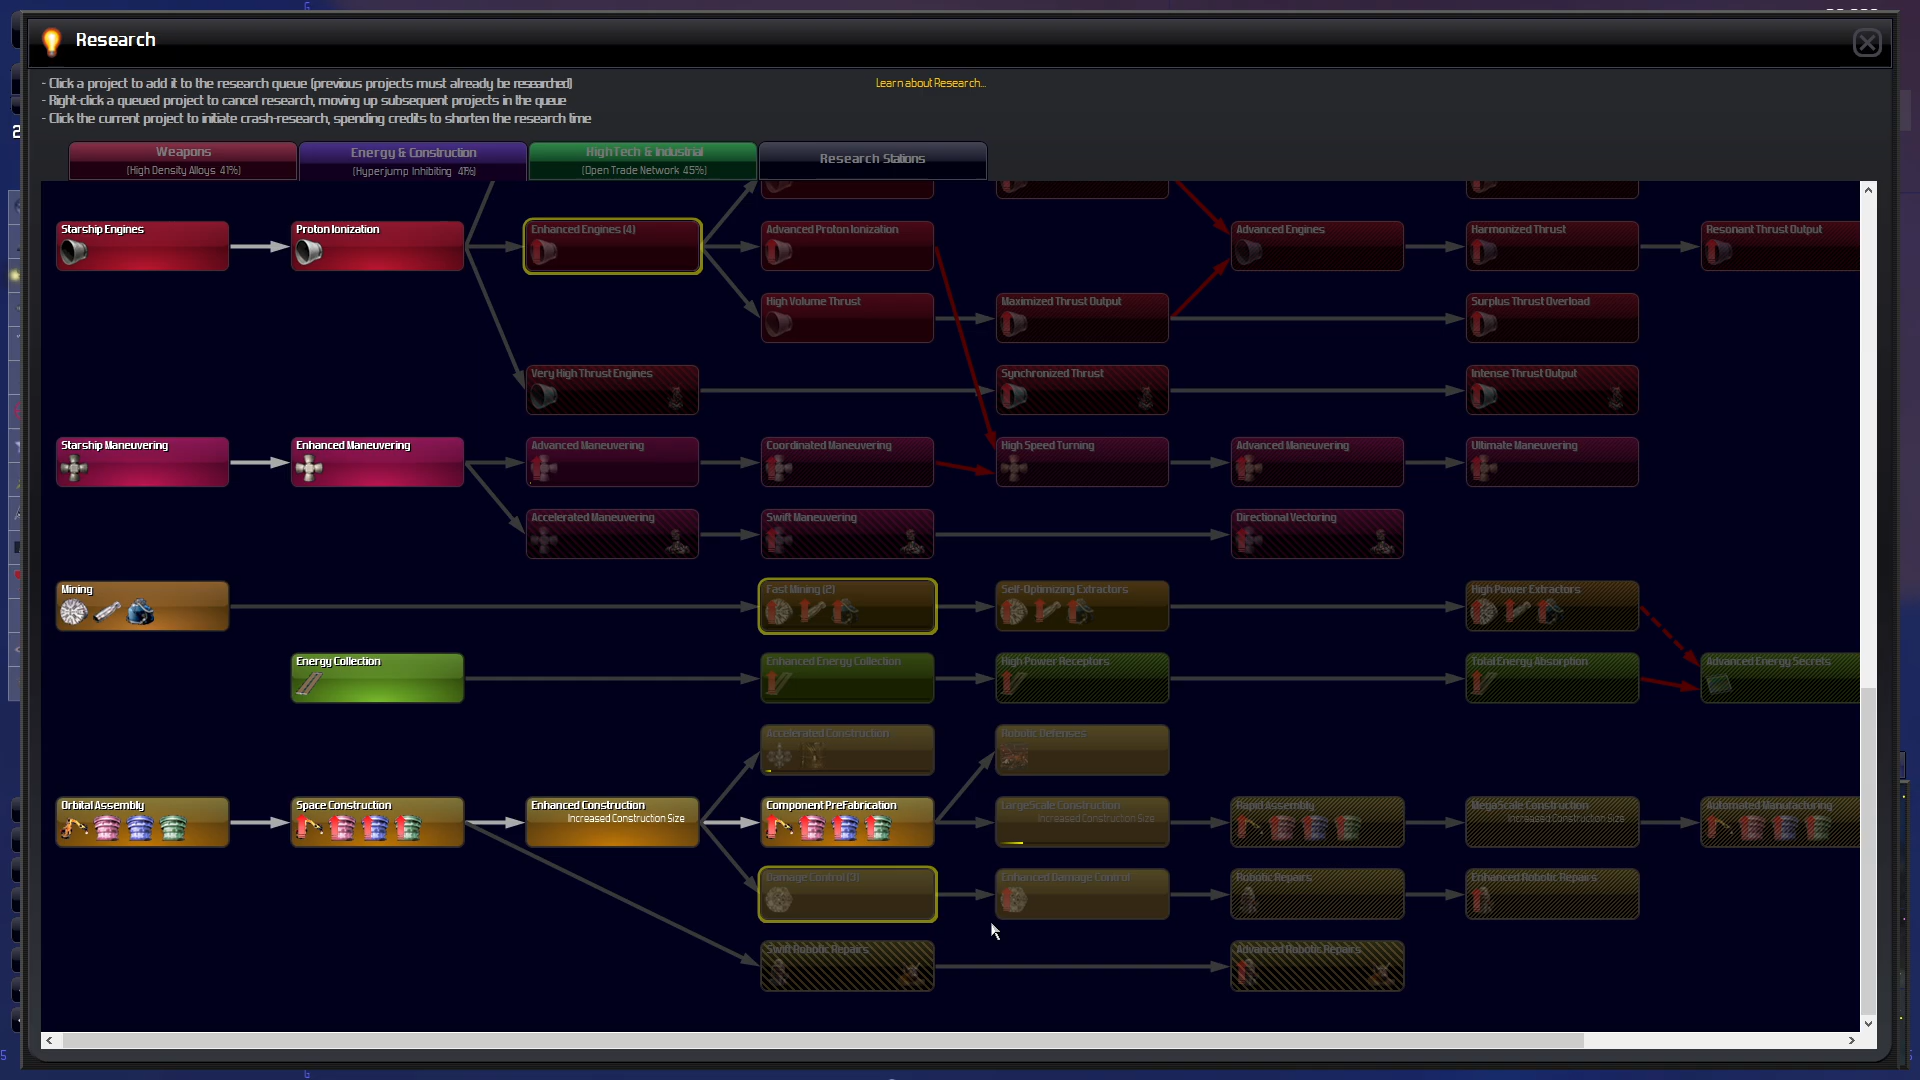 Research
- Click a project to add it to the research queue (previous projects must already be researched)
Learn about Research...
- Right-click a queued project to cancel research, moving up subsequent projects in the queue
- Click the current project to initiate crash-research, spending credits to shorten the research time
Weapons
(High Density Alloys 41%)
Energy & Construction
(Hyperjump Inhibiting 41%)
HighTech & Industrial
(Open Trade Network 45%)
Research Stations
Starship Engines
Proton Ionization
Enhanced Engines (4)
Advanced Proton Ionization
Advanced Engines
Harmonized Thrust
Resonant Thrust Output
High Volume Thrust
Maximized Thrust Output
Surplus Thrust Overload
Very High Thrust Engines
Synchronized Thrust
Intense Thrust Output
Starship Maneuvering
Enhanced Maneuvering
Advanced Maneuvering
Coordinated Maneuvering
High Speed Turning
Advanced Maneuvering
Ultimate Maneuvering
Accelerated Maneuvering
Swift Maneuvering
Directional Vectoring
Mining
Fast Mining (2)
Self-Optimizing Extractors
High Power Extractors
Energy Collection
Enhanced Energy Collection
High Power Receptors
Total Energy Absorption
Advanced Energy Secrets
Accelerated Construction
Robotic Defenses
Orbital Assembly
Space Construction
Enhanced Construction
Increased Construction Size
Component PreFabrication
LargeScale Construction
Increased Construction Size
Rapid Assembly
MegaScale Construction
Increased Construction Size
Automated Manufacturing
Damage Control (3)
Enhanced Damage Control
Robotic Repairs
Enhanced Robotic Repairs
Swift Robotic Repairs
Advanced Robotic Repairs